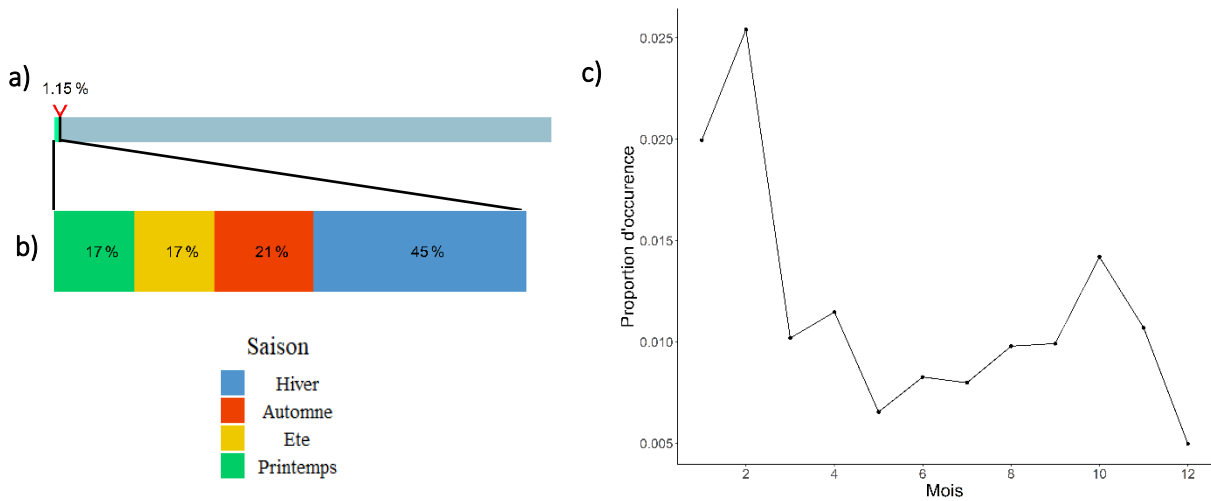 a)
1.15 %
b)
17 %
17 %
21 %
45 %
Saison
Hiver
Automne
Ete
Printemps
c)
Proportion d'occurence
0.025
0.020
0.015
0.010
0.005
2
4
6
8
10
12
Mois